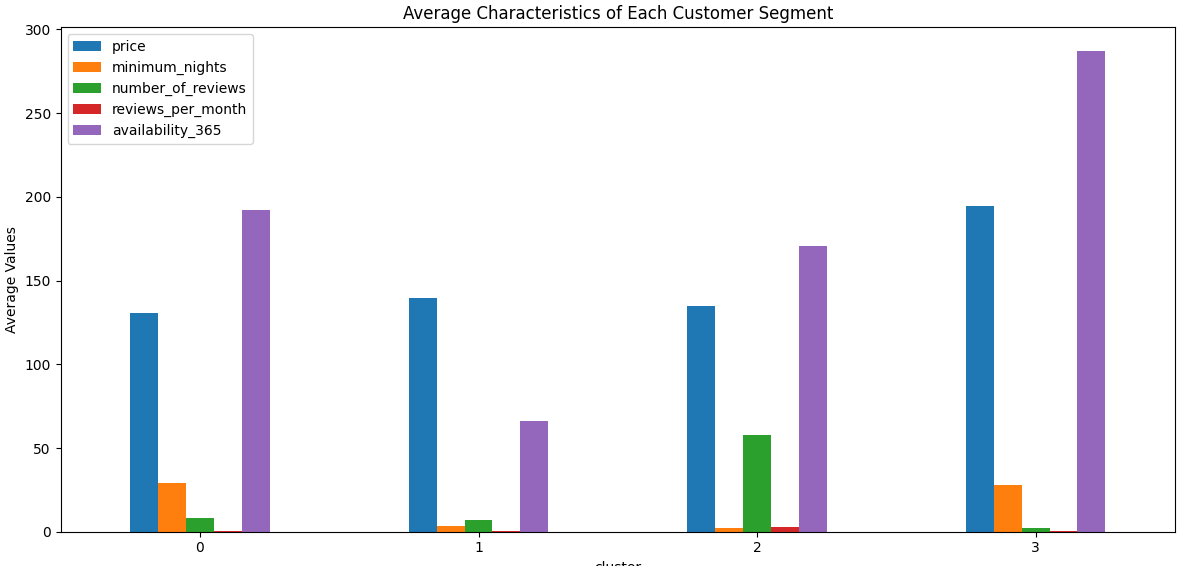 Average Characteristics of Each Customer Segment
price
minimum_nights
number_of_reviews
reviews_per_month
availability_365
Average Values
300
250
200
150
100
50
0
0 1 2 3
cluster